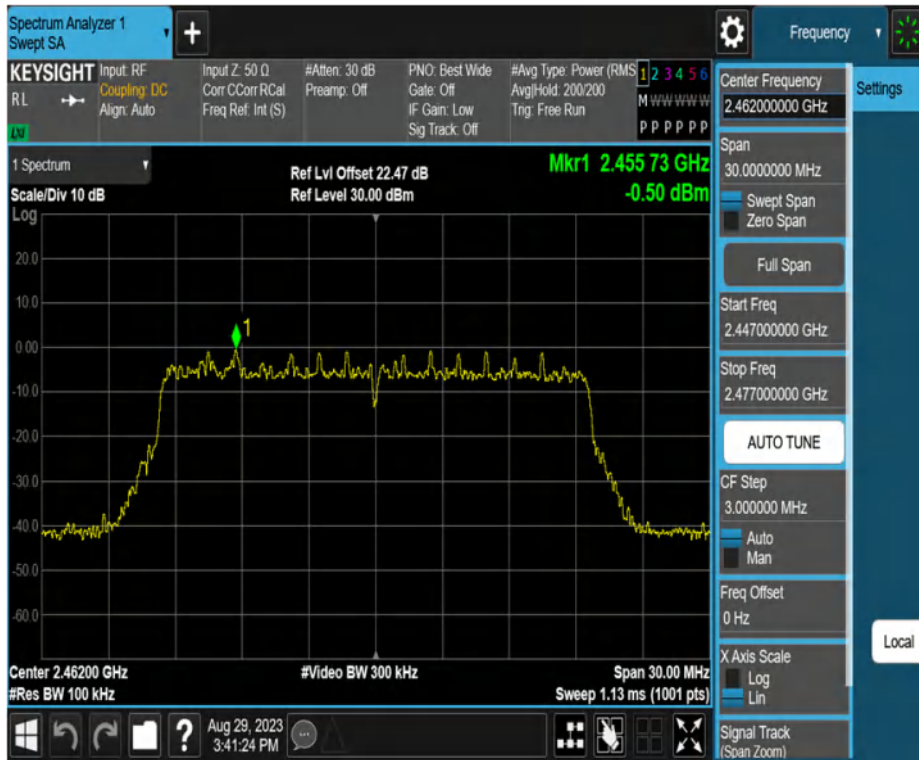 Spectrum Analyzer 1
Swept SA
+
Frequency
KEYSIGHT
RL
LXI
Input: RF
Coupling: DC
Align: Auto
Input Z: 50 Ω
Corr CCorr RCal
Freq Ref: Int (S)
#Atten: 30 dB
Preamp: Off
PNO: Best Wide
Gate: Off
IF Gain: Low
Sig Track: Off
#Avg Type: Power (RMS
Avg|Hold: 200/200
Trig: Free Run
1 2 3 4 5 6
M W W W W W
P P P P P P
1 Spectrum
Scale/Div 10 dB
Log
Ref Lvl Offset 22.47 dB
Ref Level 30.00 dBm
Mkr1 2.455 73 GHz
-0.50 dBm
20.0
10.0
0.00
-10.0
-20.0
-30.0
-40.0
-50.0
-60.0
1
Center 2.46200 GHz
#Res BW 100 kHz
#Video BW 300 kHz
Span 30.00 MHz
Sweep 1.13 ms (1001 pts)
?
Aug 29, 2023
3:41:24 PM
Center Frequency
2.462000000 GHz
Span
30.0000000 MHz
Swept Span
Zero Span
Full Span
Start Freq
2.447000000 GHz
Stop Freq
2.477000000 GHz
AUTO TUNE
CF Step
3.000000 MHz
Auto
Man
Freq Offset
0 Hz
X Axis Scale
Log
Lin
Signal Track
(Span Zoom)
Settings
Local